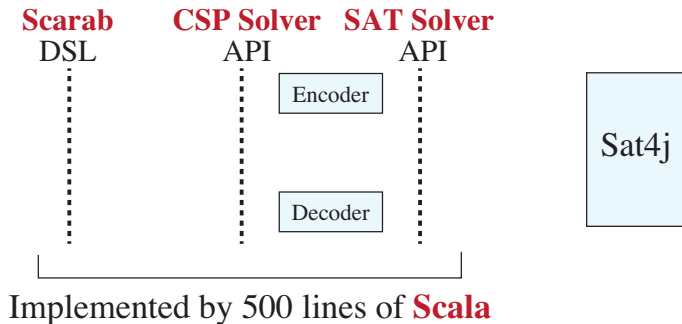 Scarab CSP Solver SAT Solver
DSL API API
Encoder
Sat4j
Decoder
Implemented by 500 lines of Scala